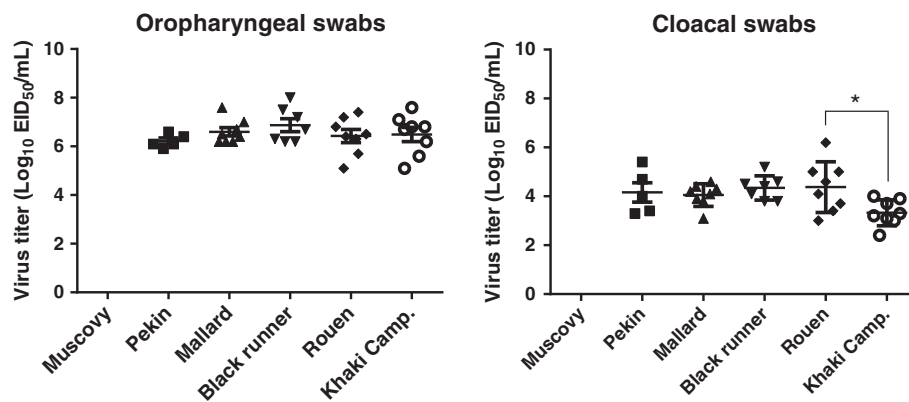 Oropharyngeal swabs
Virus titer (Log10 EID50/mL)
10
8
6
4
2
0
Muscovy
Pekin
Mallard
Black runner
Rouen
Khaki Camp.
Cloacal swabs
Virus titer (Log10 EID50/mL)
10
8
6
4
2
0
*
Muscovy
Pekin
Mallard
Black runner
Rouen
Khaki Camp.